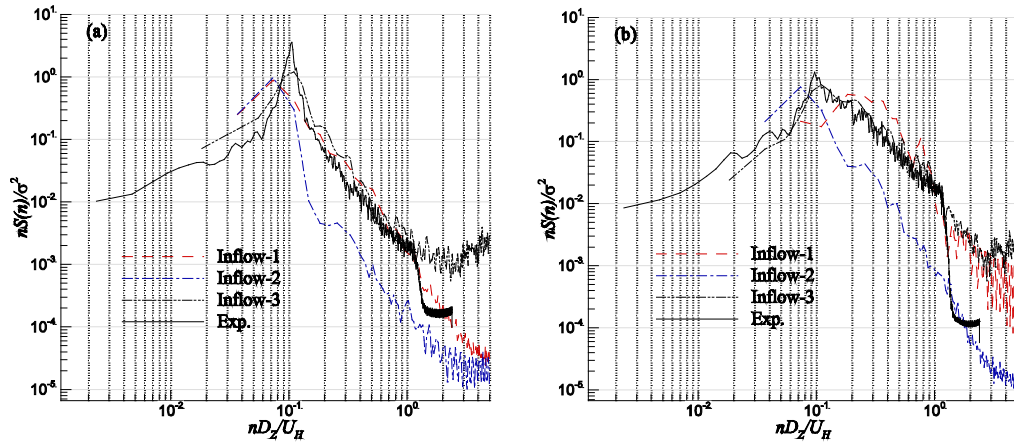 (a)
nS(n)/σ²
10⁰·
10⁻¹·
10⁻²·
10⁻³·
10⁻⁴·
10⁻⁵·
Inflow-1
Inflow-2
Inflow-3
Exp.
10⁻²· 10⁻¹· 10⁰·
nD_Z/U_H
(b)
nS(n)/σ²
10¹·
10⁰·
10⁻¹·
10⁻²·
10⁻³·
10⁻⁴·
10⁻⁵·
Inflow-1
Inflow-2
Inflow-3
Exp.
10⁻²· 10⁻¹· 10⁰·
nD_Z/U_H